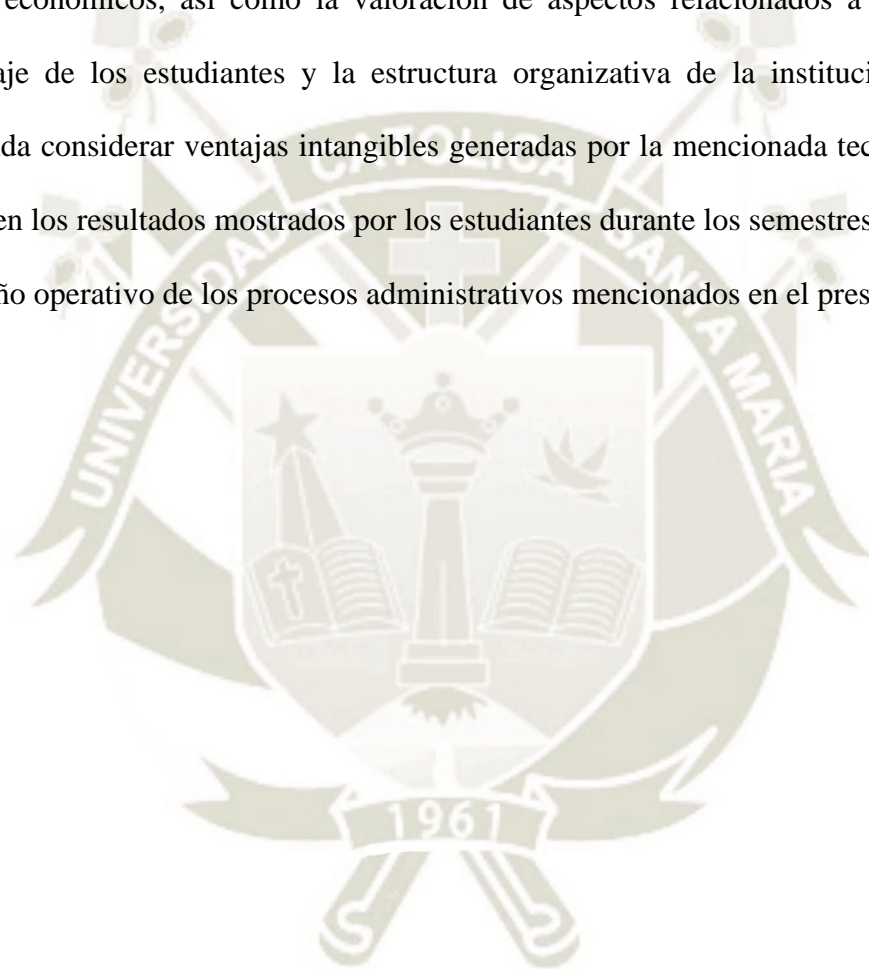 económicos, así como la valoración de aspectos relacionados a
aje de los estudiantes y la estructura organizativa de la instituci
da considerar ventajas intangibles generadas por la mencionada tec
en los resultados mostrados por los estudiantes durante los semestres
ño operativo de los procesos administrativos mencionados en el pres
UNIVERSIDAD CATOLICA SANTA MARIA
1961